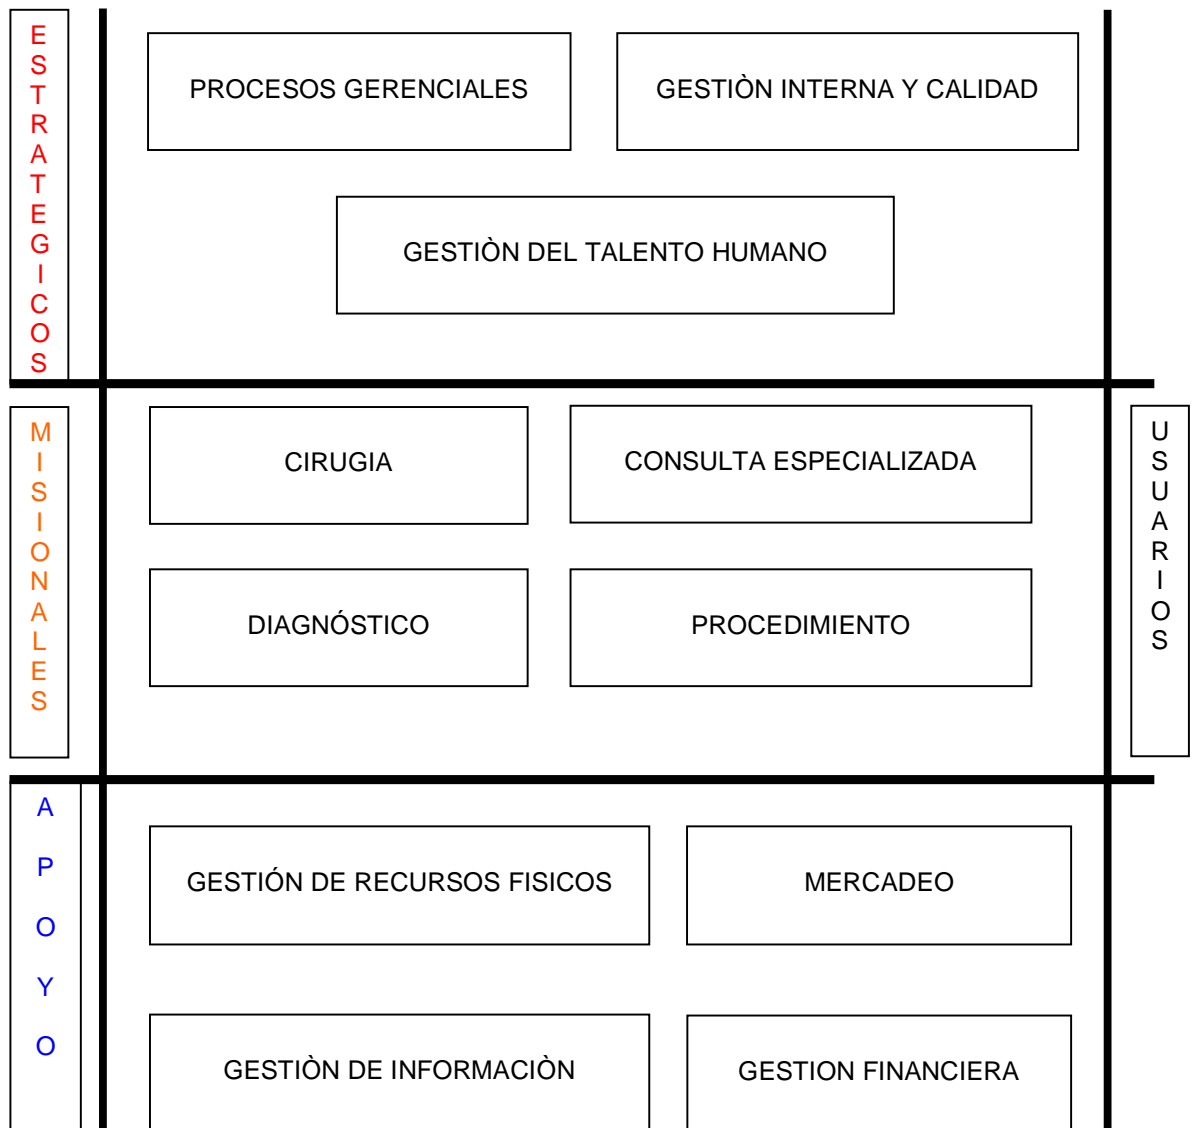 ESTRATEGICOS
PROCESOS GERENCIALES
GESTIÒN INTERNA Y CALIDAD
GESTIÒN DEL TALENTO HUMANO
MISIONALES
CIRUGIA
CONSULTA ESPECIALIZADA
DIAGNÓSTICO
PROCEDIMIENTO
USUARIOS
APOYO
GESTIÓN DE RECURSOS FISICOS
MERCADEO
GESTIÒN DE INFORMACIÒN
GESTION FINANCIERA